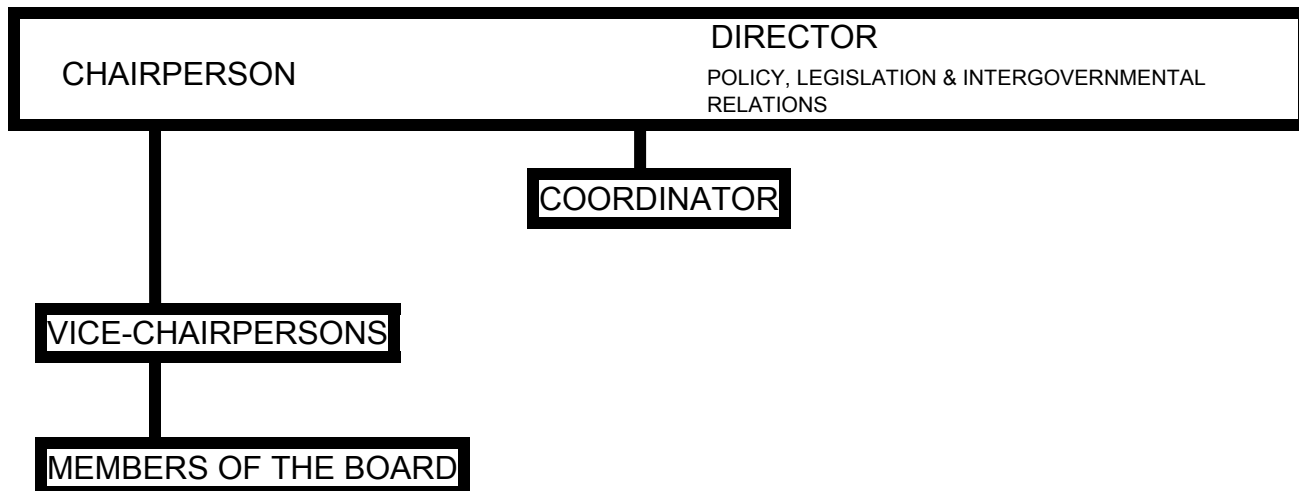 CHAIRPERSON
DIRECTOR
POLICY, LEGISLATION & INTERGOVERNMENTAL
RELATIONS
COORDINATOR
VICE-CHAIRPERSONS
MEMBERS OF THE BOARD